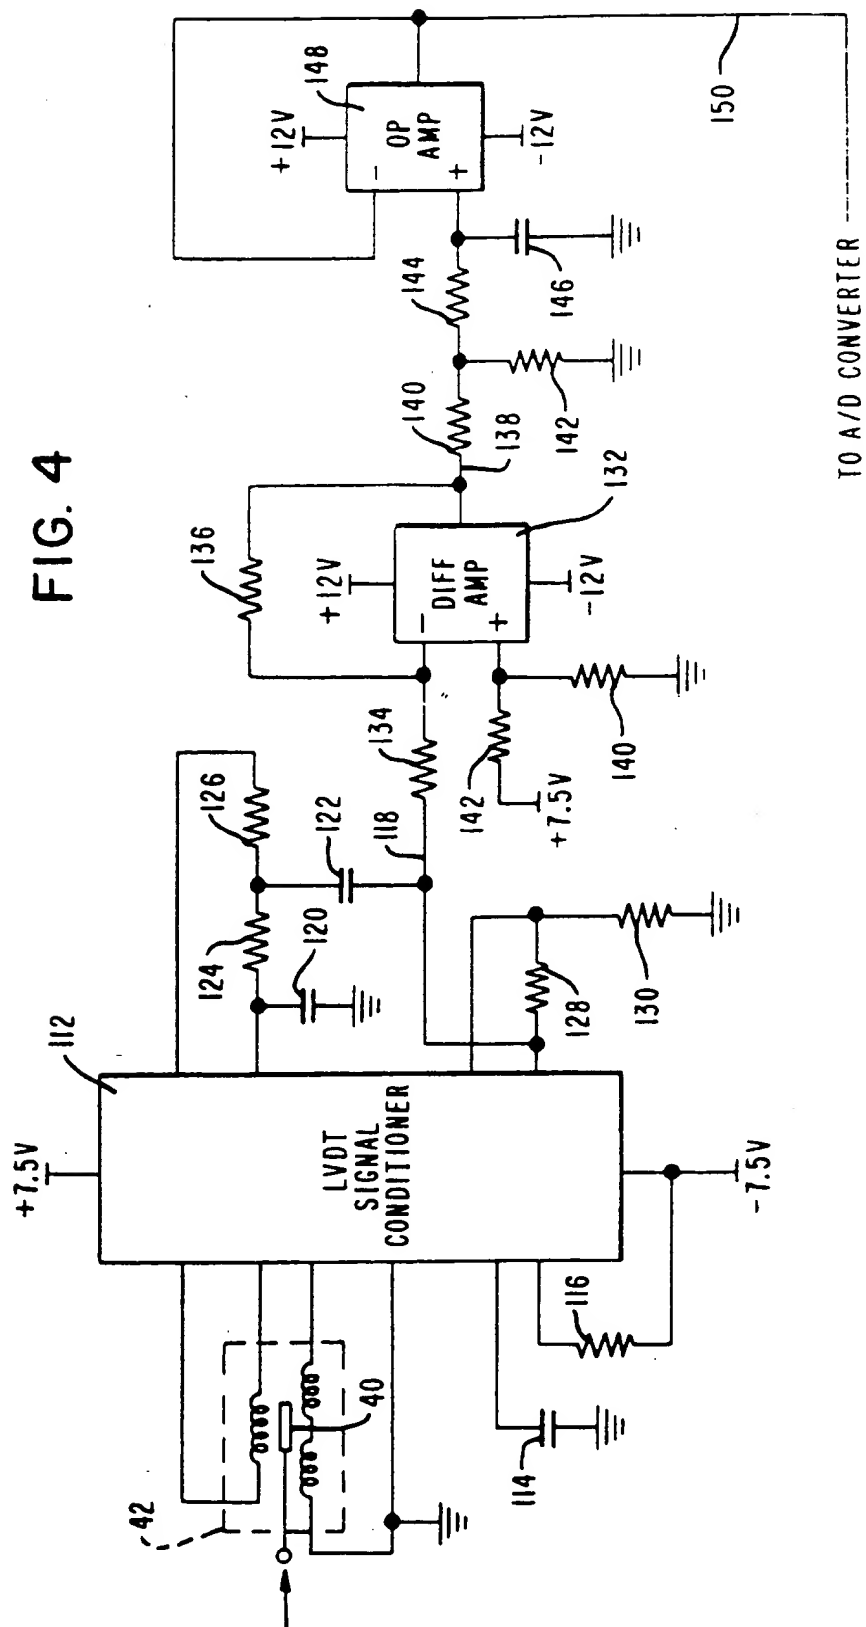 FIG. 4
42
40
+7.5V
112
LVDT
SIGNAL
CONDITIONER
-7.5V
114
116
124
126
120
122
118
128
130
134
136
142
+7.5V
140
+12V
DIFF
AMP
-
+
-12V
132
138
140
142
144
146
+12V
148
OP
AMP
-
+
-12V
150
TO A/D CONVERTER